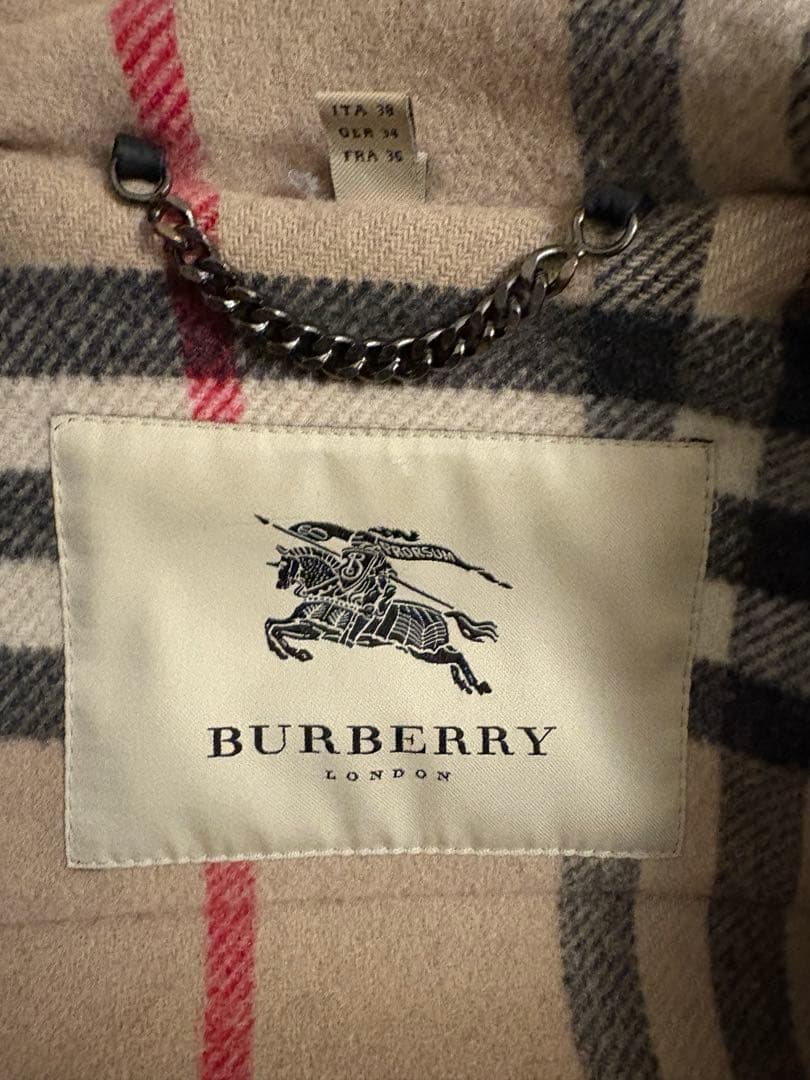 ITA 38
GER 34
FRA 36
PRORSUM
B
BURBERRY
LONDON